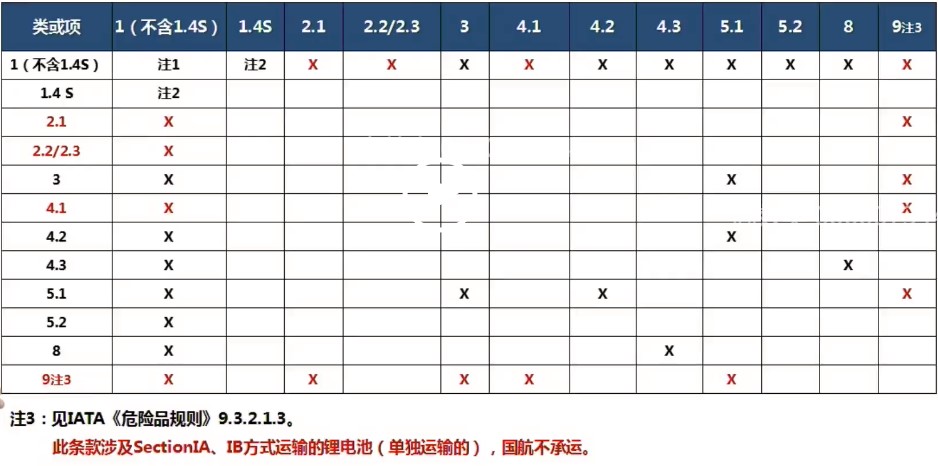 类或项 1（不含1.4S） 1.4S 2.1 2.2/2.3 3 4.1 4.2 4.3 5.1 5.2 8 9注3
1（不含1.4S） 注1 注2 X X X X X X X X X X
1.4 S 注2
2.1 X X
2.2/2.3 X
3 X X X
4.1 X X
4.2 X X
4.3 X X
5.1 X X X X
5.2 X
8 X X
9注3 X X X X X
注3：见IATA《危险品规则》9.3.2.1.3。
此条款涉及SectionIA、IB方式运输的锂电池（单独运输的），国航不承运。